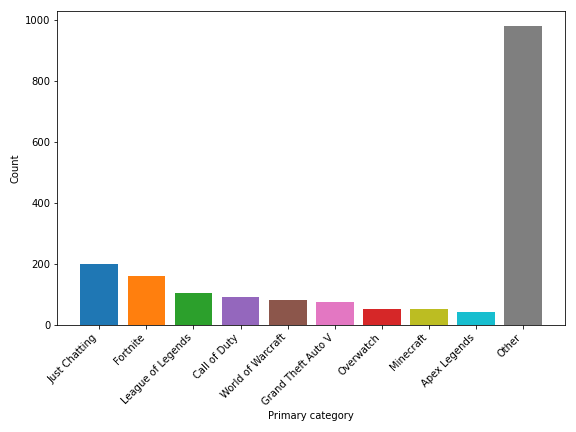 1000
800
600
400
200
0
Count
Just Chatting
Fortnite
League of Legends
Call of Duty
World of Warcraft
Grand Theft Auto V
Overwatch
Minecraft
Apex Legends
Other
Primary category